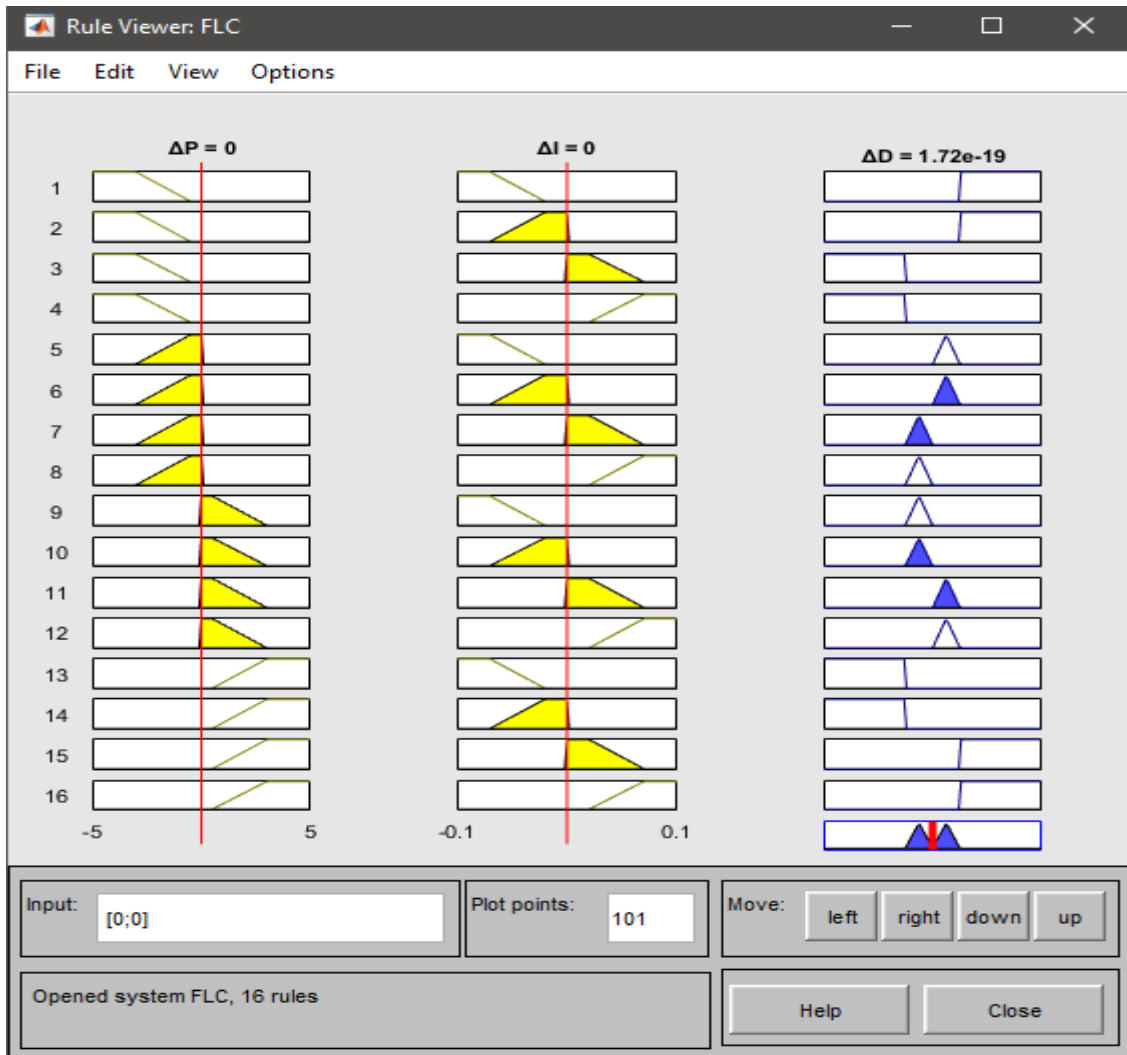 Rule Viewer: FLC
File Edit View Options
ΔP = 0 ΔI = 0 ΔD = 1.72e-19
1
2
3
4
5
6
7
8
9
10
11
12
13
14
15
16
-5 5 -0.1 0.1
Input: [0;0] Plot points: 101 Move: left right down up
Opened system FLC, 16 rules Help Close